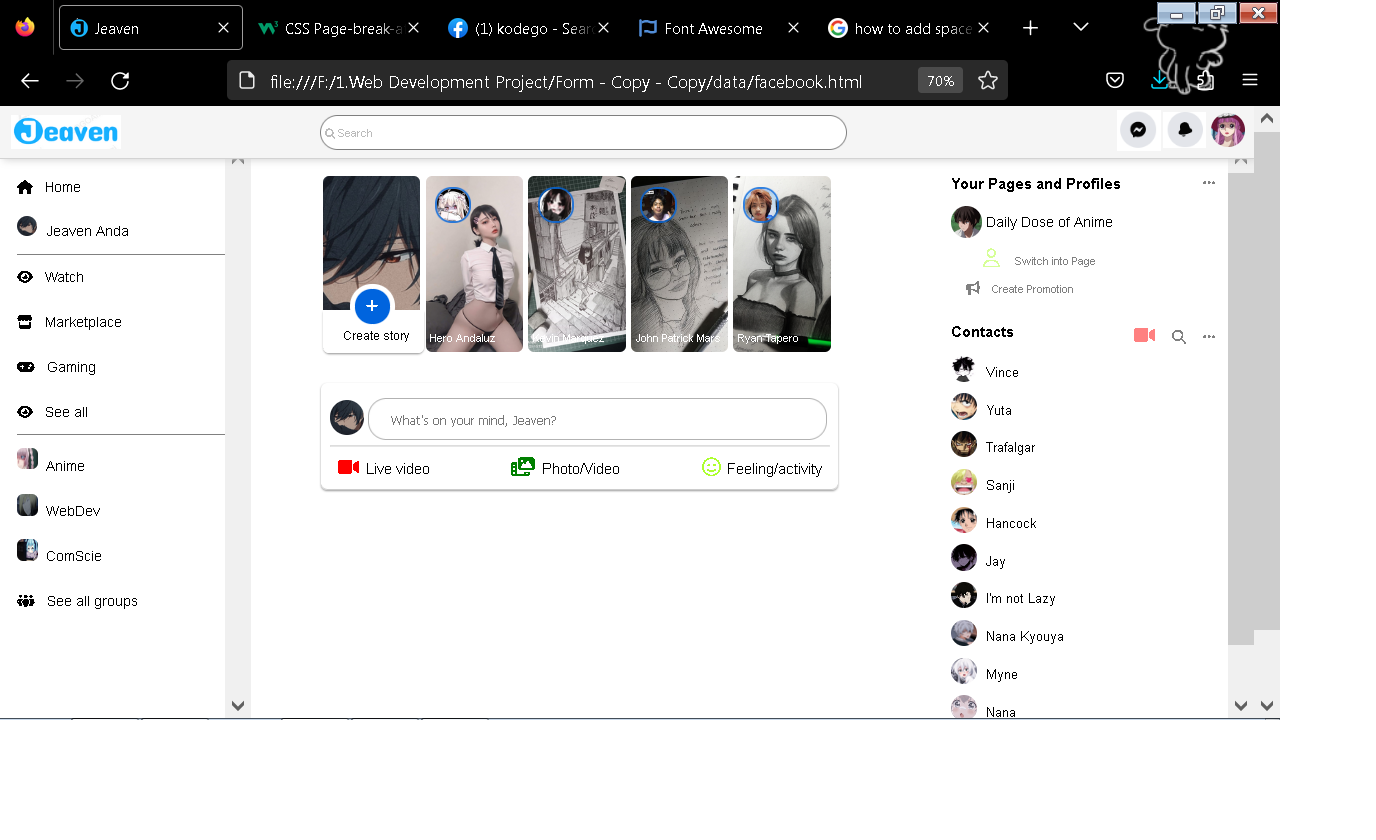 Jeaven
CSS Page-break-a
(1) kodego - Sear
Font Awesome
how to add space
file:///F:/1.Web Development Project/Form - Copy - Copy/data/facebook.html
70%
Jeaven
Search
Home
Jeaven Anda
Watch
Marketplace
Gaming
See all
Anime
WebDev
ComScie
See all groups
Create story
Hero Andaluz
Kevin Marquez
John Patrick Mars
Ryan Tapero
What's on your mind, Jeaven?
Live video
Photo/Video
Feeling/activity
Your Pages and Profiles
Daily Dose of Anime
Switch into Page
Create Promotion
Contacts
Vince
Yuta
Trafalgar
Sanji
Hancock
Jay
I'm not Lazy
Nana Kyouya
Myne
Nana